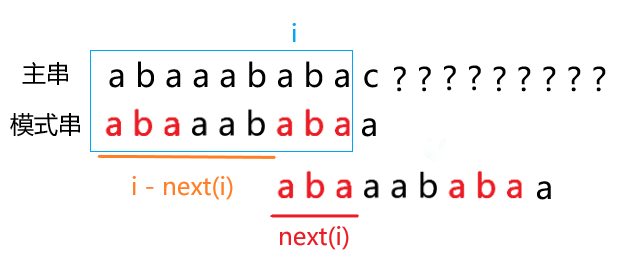 i
主串 a b a a a b a b a c ? ? ? ? ? ? ? ? ?
模式串 a b a a a b a b a a
i - next(i) a b a a a b a b a a
next(i)